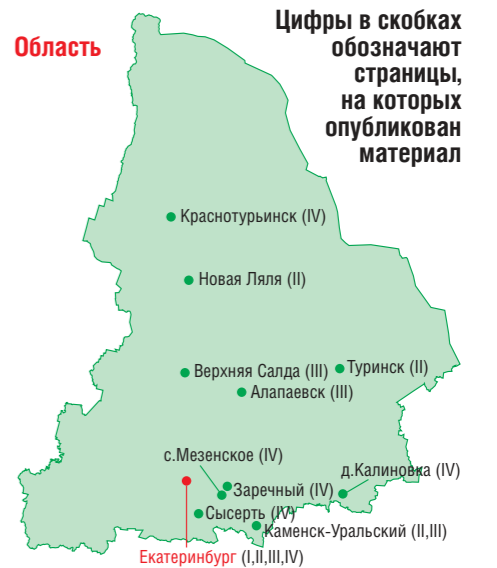 Область
Цифры в скобках
обозначают
страницы,
на которых
опубликован
материал
Краснотурьинск (IV)
Новая Ляля (II)
Верхняя Салда (III)
Туринск (II)
Алапаевск (III)
с.Мезенское (IV)
д.Калиновка (IV)
Заречный (IV)
Сысерть (IV)
Каменск-Уральский (II,III)
Екатеринбург (I,II,III,IV)